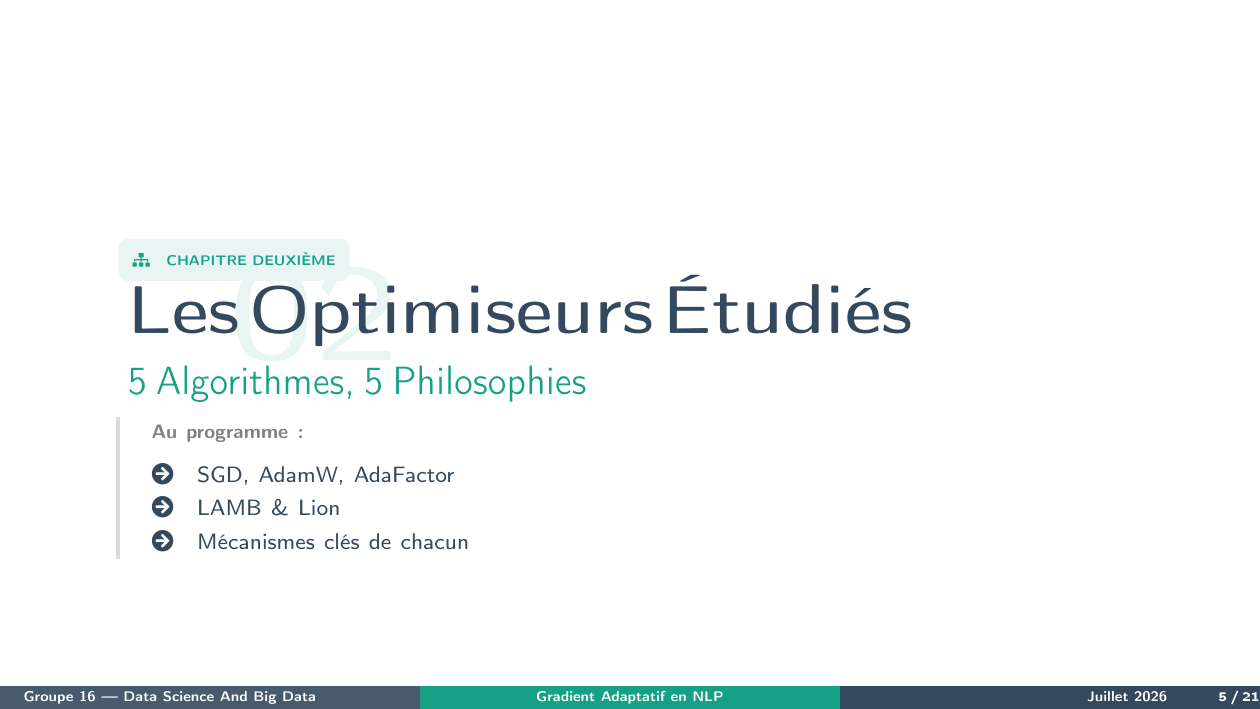 CHAPITRE DEUXIÈME
02
Les Optimiseurs Étudiés
5 Algorithmes, 5 Philosophies
Au programme :
SGD, AdamW, AdaFactor
LAMB & Lion
Mécanismes clés de chacun
Groupe 16 — Data Science And Big Data
Gradient Adaptatif en NLP
Juillet 2026
5 / 21